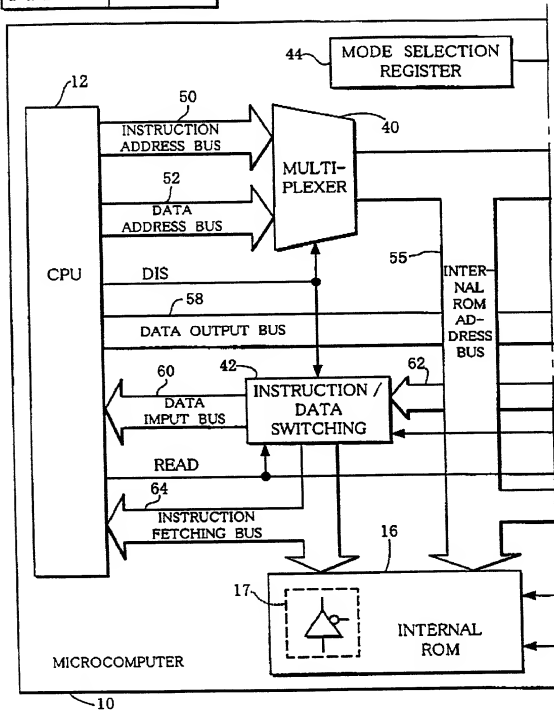 44
MODE SELECTION
REGISTER
12
50
INSTRUCTION
ADDRESS BUS
40
MULTI-
PLEXER
52
DATA
ADDRESS BUS
CPU
DIS
55
INTER-
NAL
ROM
AD-
DRESS
BUS
58
DATA OUTPUT BUS
60
DATA
IMPUT BUS
42
INSTRUCTION /
DATA
SWITCHING
62
READ
64
INSTRUCTION
FETCHING BUS
16
17
INTERNAL
ROM
MICROCOMPUTER
10